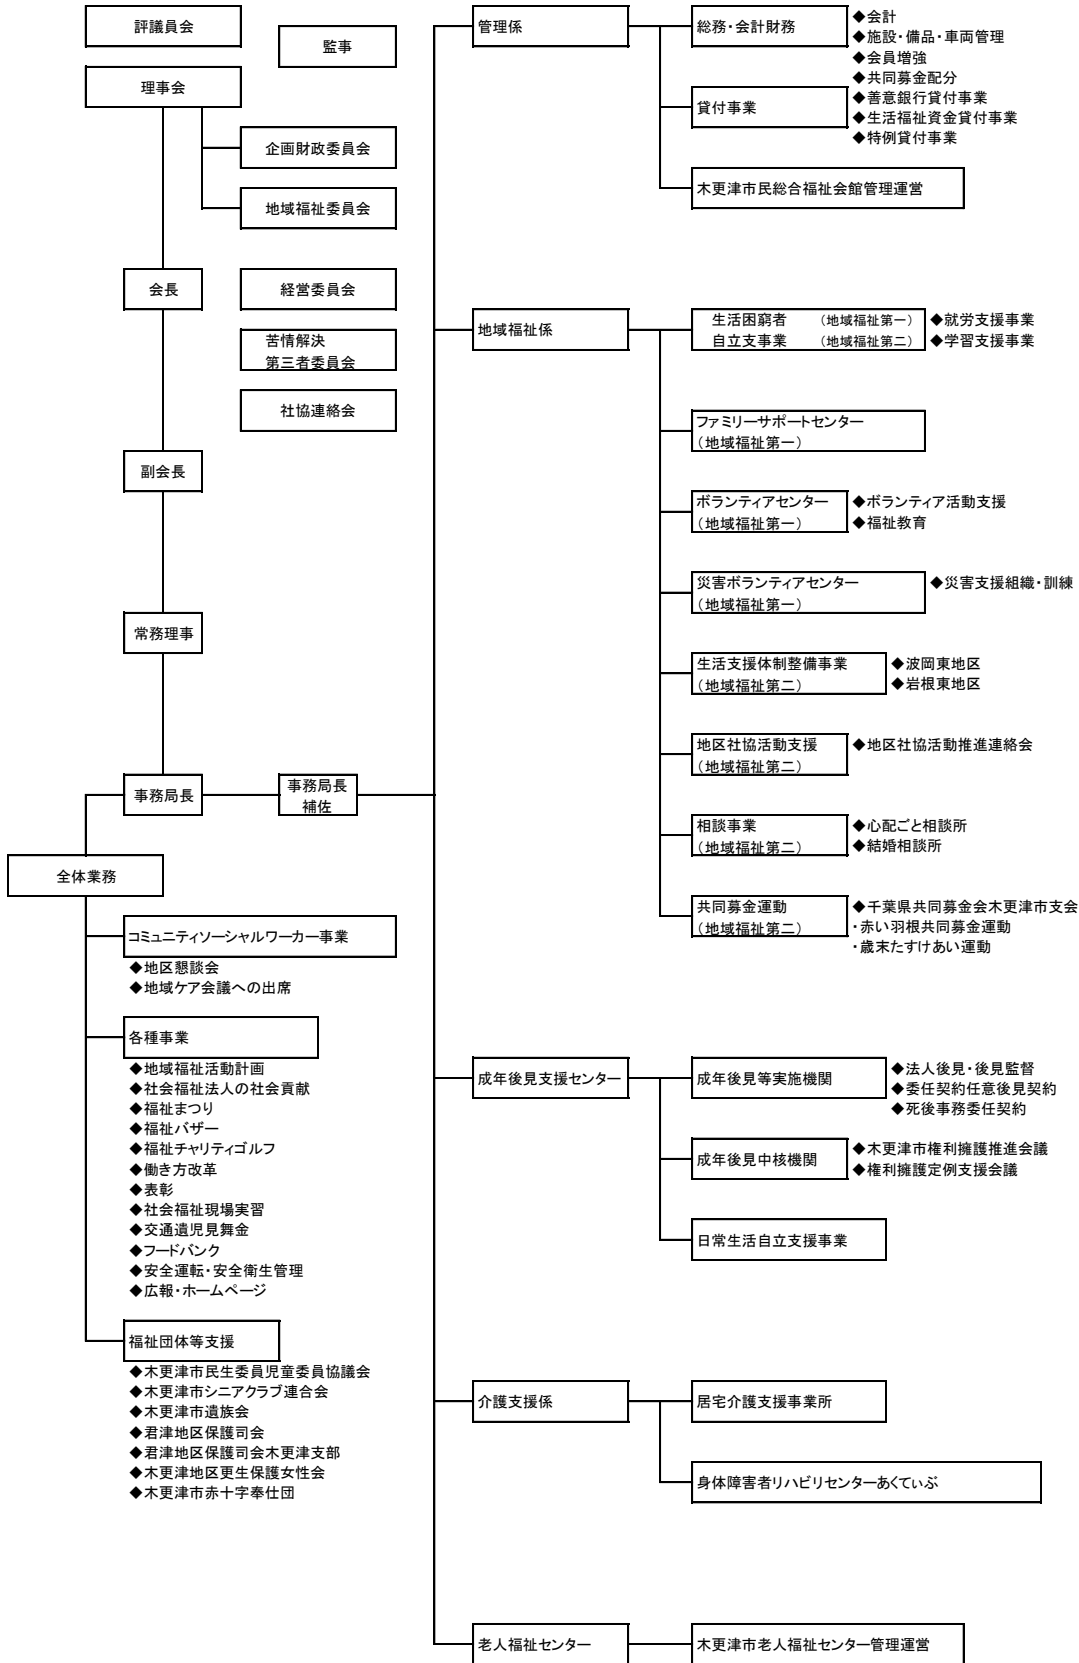 評議員会
監事
理事会
企画財政委員会
地域福祉委員会
会長
経営委員会
苦情解決
第三者委員会
社協連絡会
副会長
常務理事
事務局長
事務局長
補佐
全体業務
コミュニティソーシャルワーカー事業
◆地区懇談会
◆地域ケア会議への出席
各種事業
◆地域福祉活動計画
◆社会福祉法人の社会貢献
◆福祉まつり
◆福祉バザー
◆福祉チャリティゴルフ
◆働き方改革
◆表彰
◆社会福祉現場実習
◆交通遺児見舞金
◆フードバンク
◆安全運転・安全衛生管理
◆広報・ホームページ
福祉団体等支援
◆木更津市民生委員児童委員協議会
◆木更津市シニアクラブ連合会
◆木更津市遺族会
◆君津地区保護司会
◆君津地区保護司会木更津支部
◆木更津地区更生保護女性会
◆木更津市赤十字奉仕団
管理係
総務・会計財務
◆会計
◆施設・備品・車両管理
◆会員増強
◆共同募金配分
貸付事業
◆善意銀行貸付事業
◆生活福祉資金貸付事業
◆特例貸付事業
木更津市民総合福祉会館管理運営
地域福祉係
生活困窮者 (地域福祉第一)
自立支事業 (地域福祉第二)
◆就労支援事業
◆学習支援事業
ファミリーサポートセンター
(地域福祉第一)
ボランティアセンター
(地域福祉第一)
◆ボランティア活動支援
◆福祉教育
災害ボランティアセンター
(地域福祉第一)
◆災害支援組織・訓練
生活支援体制整備事業
(地域福祉第二)
◆波岡東地区
◆岩根東地区
地区社協活動支援
(地域福祉第二)
◆地区社協活動推進連絡会
相談事業
(地域福祉第二)
◆心配ごと相談所
◆結婚相談所
共同募金運動
(地域福祉第二)
◆千葉県共同募金会木更津市支会
・赤い羽根共同募金運動
・歳末たすけあい運動
成年後見支援センター
成年後見等実施機関
◆法人後見・後見監督
◆委任契約任意後見契約
◆死後事務委任契約
成年後見中核機関
◆木更津市権利擁護推進会議
◆権利擁護定例支援会議
日常生活自立支援事業
介護支援係
居宅介護支援事業所
身体障害者リハビリセンターあくてぃぶ
老人福祉センター
木更津市老人福祉センター管理運営